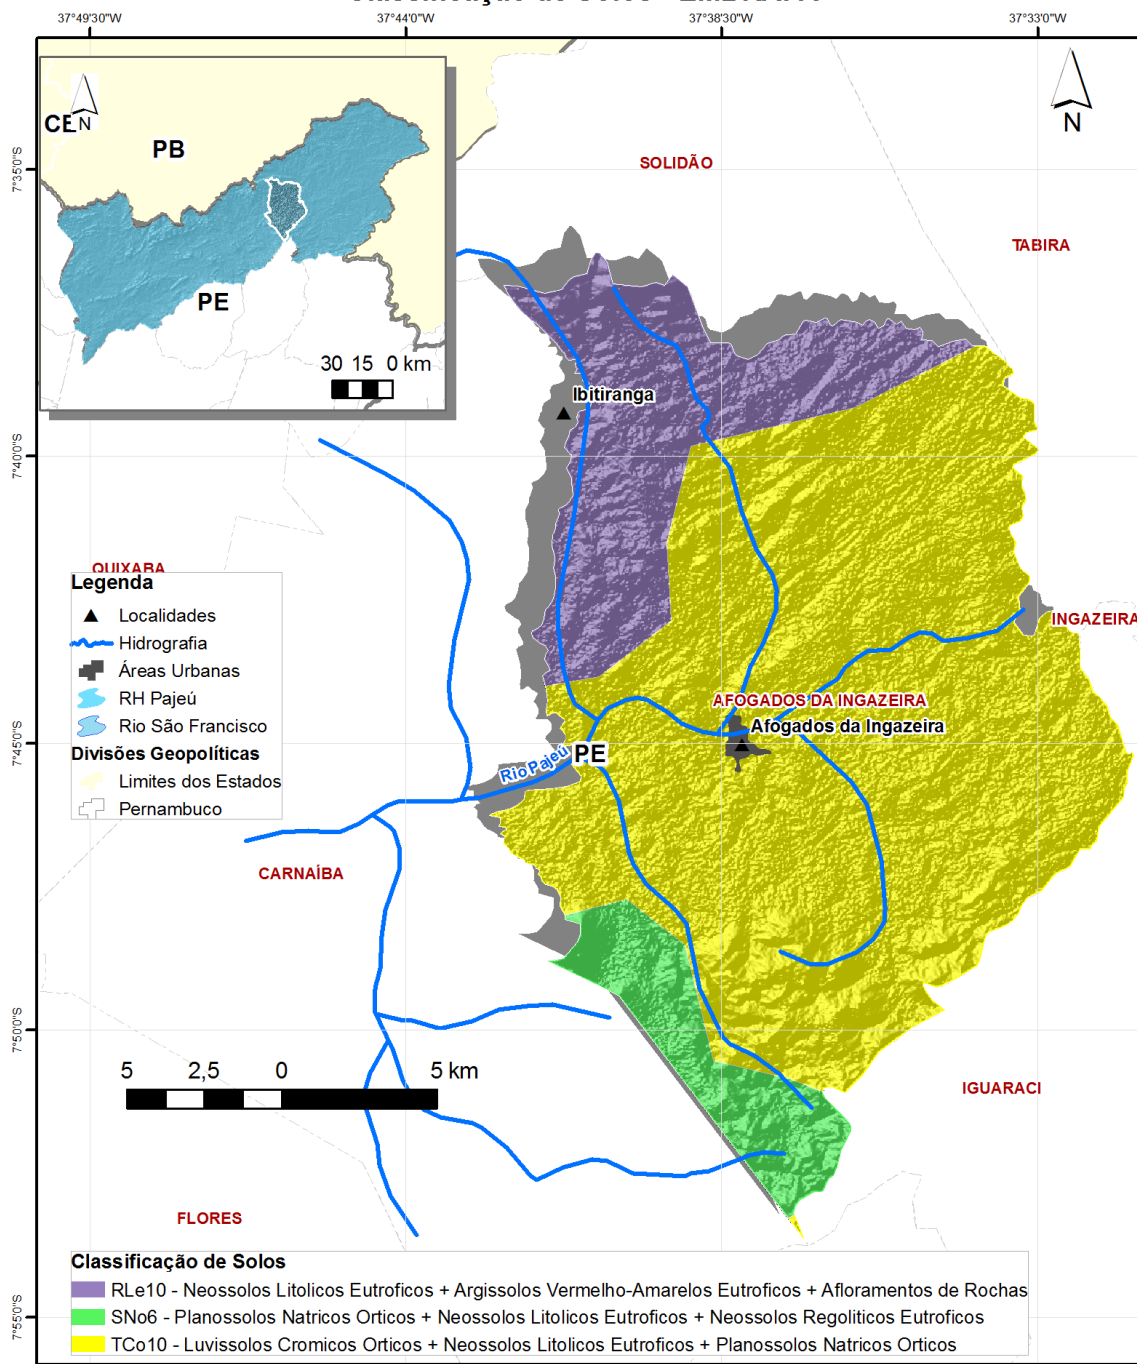 37°49'30"W
37°44'0"W
37°38'30"W
37°33'0"W
7°35'0"S
7°40'0"S
7°45'0"S
7°50'0"S
7°55'0"S
N
PB
PE
30 15 0 km
N
SOLIDÃO
TABIRA
Ibitiranga
QUIXABA
INGAZEIRA
AFOGADOS DA INGAZEIRA
Afogados da Ingazeira
PE
Rio Pajeú
CARNAÍBA
IGUARACI
FLORES
Legenda
Localidades
Hidrografia
Áreas Urbanas
RH Pajeú
Rio São Francisco
Divisões Geopolíticas
Limites dos Estados
Pernambuco
5 2,5 0 5 km
Classificação de Solos
RLe10 - Neossolos Litolicos Eutroficos + Argissolos Vermelho-Amarelos Eutroficos + Afloramentos de Rochas
SNo6 - Planossolos Natricos Orticos + Neossolos Litolicos Eutroficos + Neossolos Regoliticos Eutroficos
TCo10 - Luvissolos Cromicos Orticos + Neossolos Litolicos Eutroficos + Planossolos Natricos Orticos